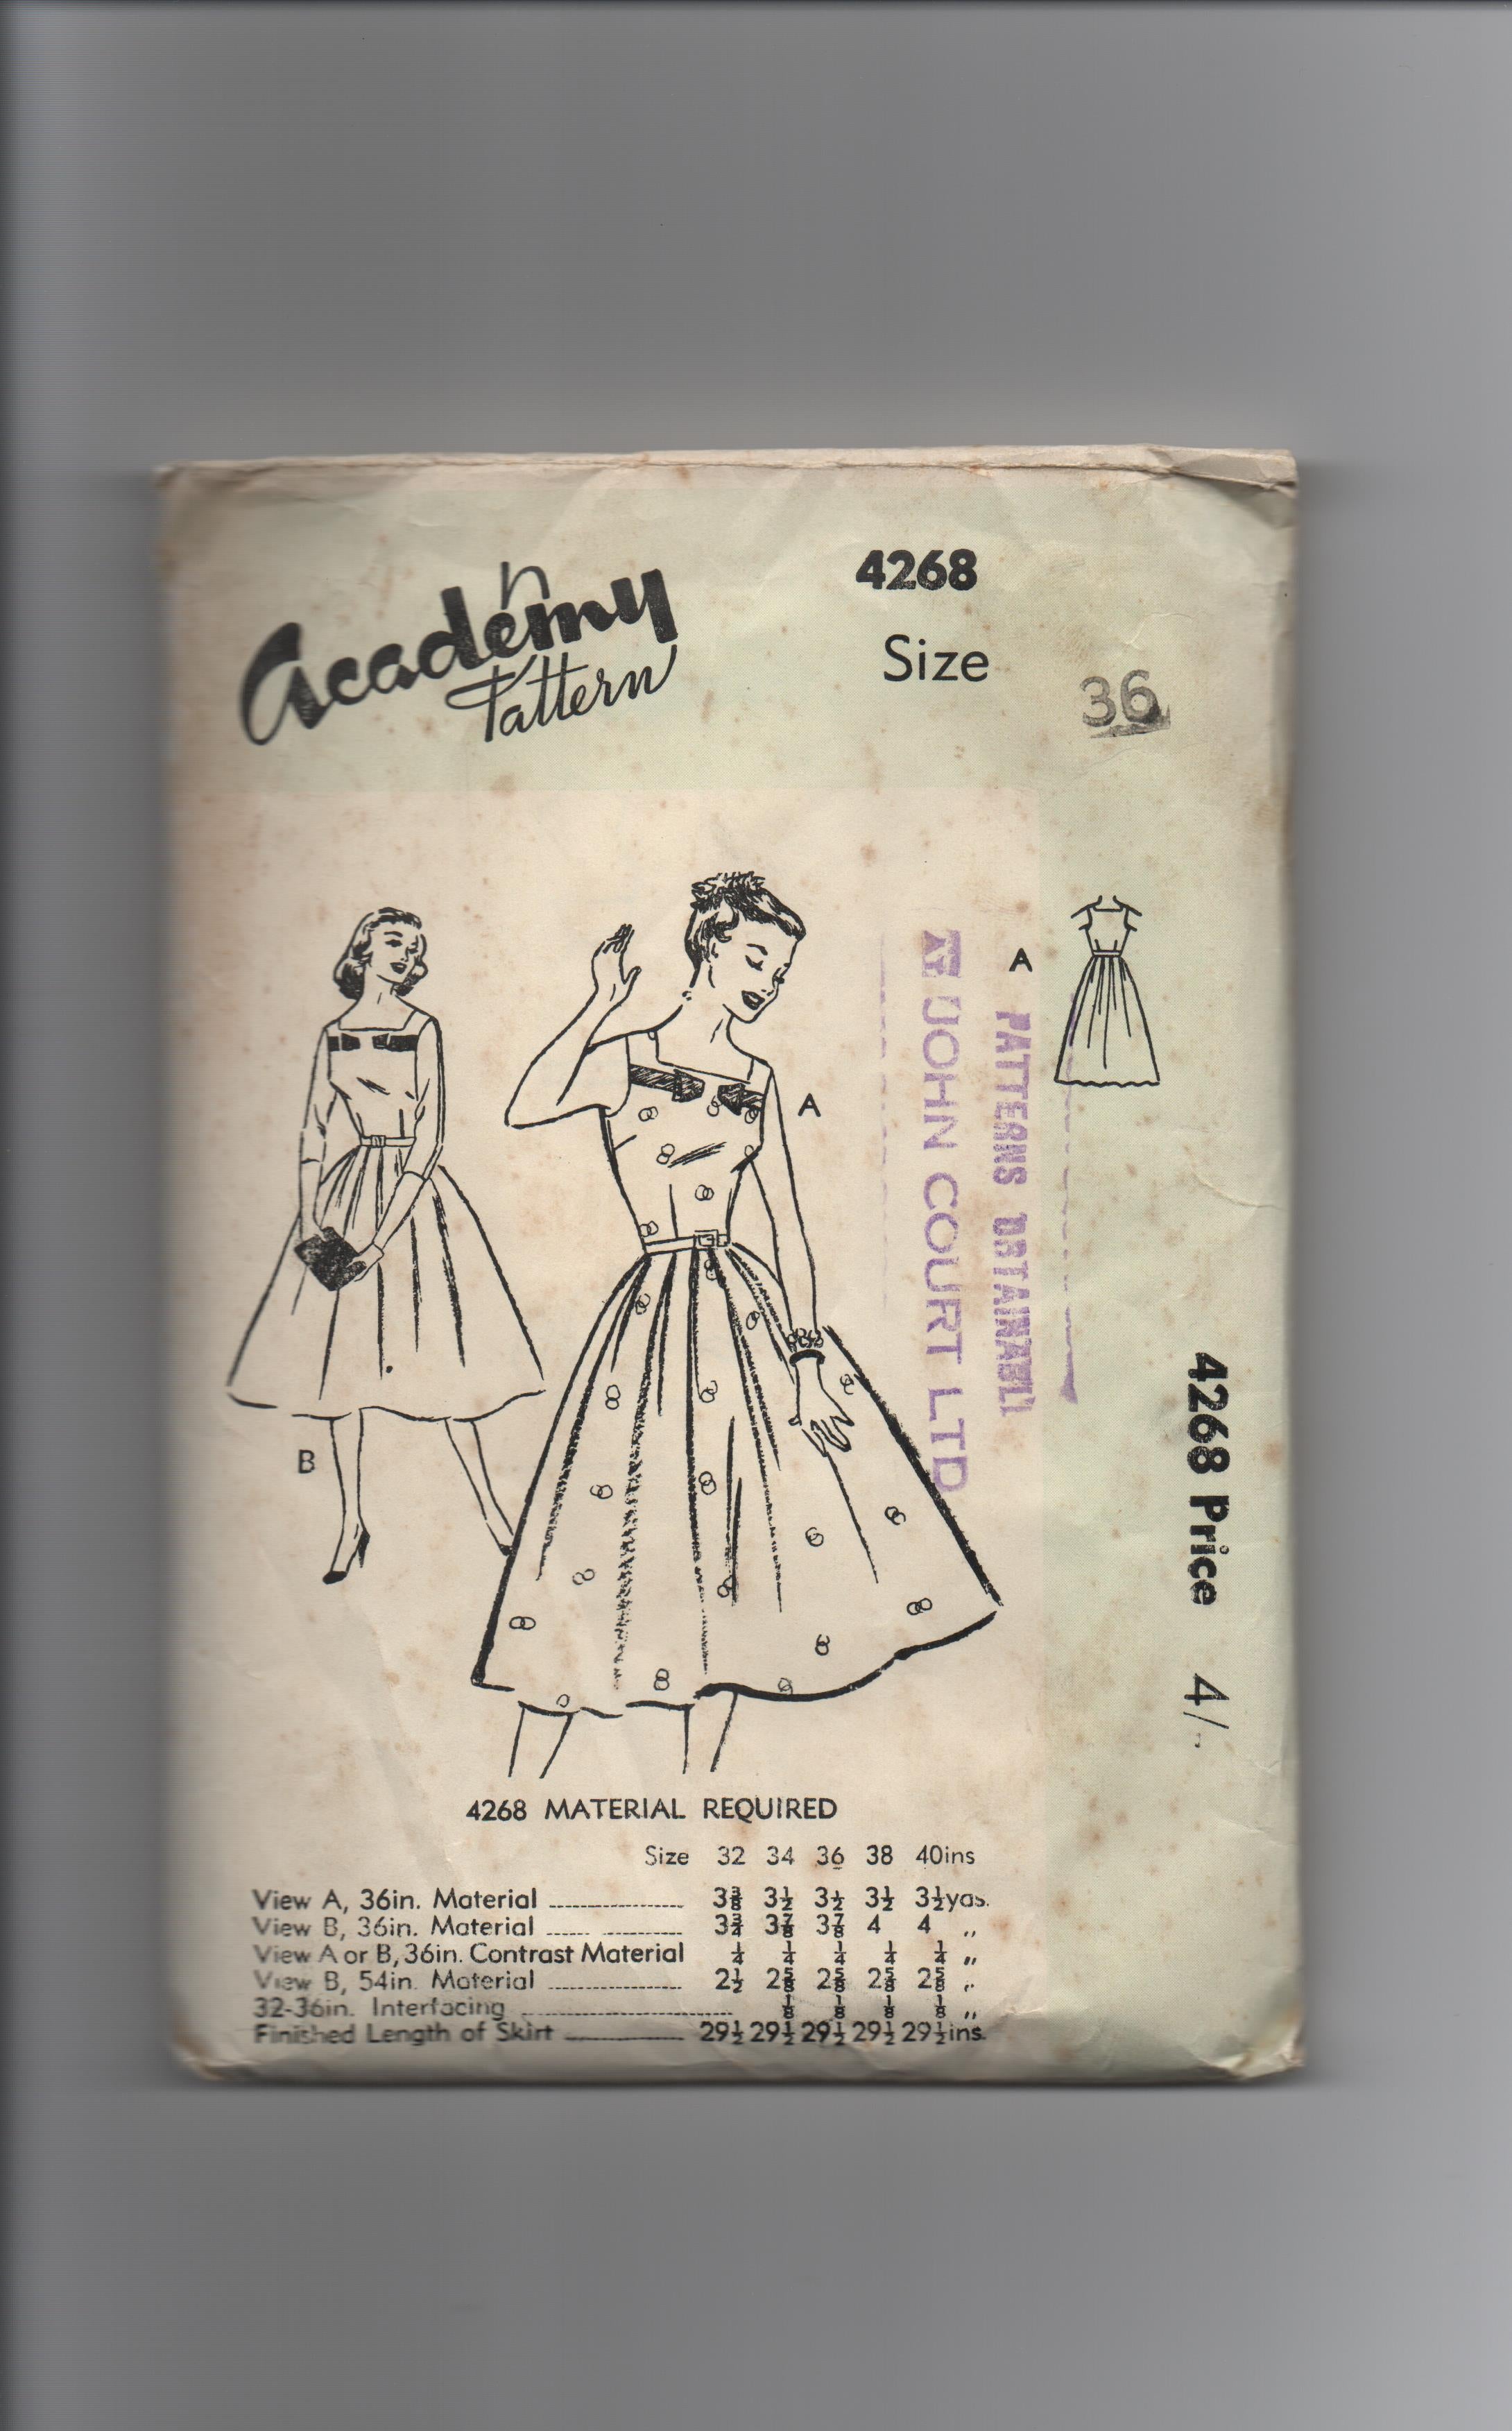 Academy
n
Pattern
4268
Size
36
A
A
B
JOHN COURT LTD
PATTERNS OBTAINABLE
4268 Price 4/-
4268 MATERIAL REQUIRED
Size 32 34 36 38 40ins
View A, 36in. Material 3⅜ 3½ 3½ 3½ 3½yds.
View B, 36in. Material 3¾ 3⅞ 3⅞ 4 4 ,,
View A or B, 36in. Contrast Material ¼ ¼ ¼ ¼ ¼ ,,
View B, 54in. Material 2½ 2⅝ 2⅝ 2⅝ 2⅝ ,,
32-36in. Interfacing ⅛ ⅛ ⅛ ⅛ ,,
Finished Length of Skirt 29½ 29½ 29½ 29½ 29½ins.